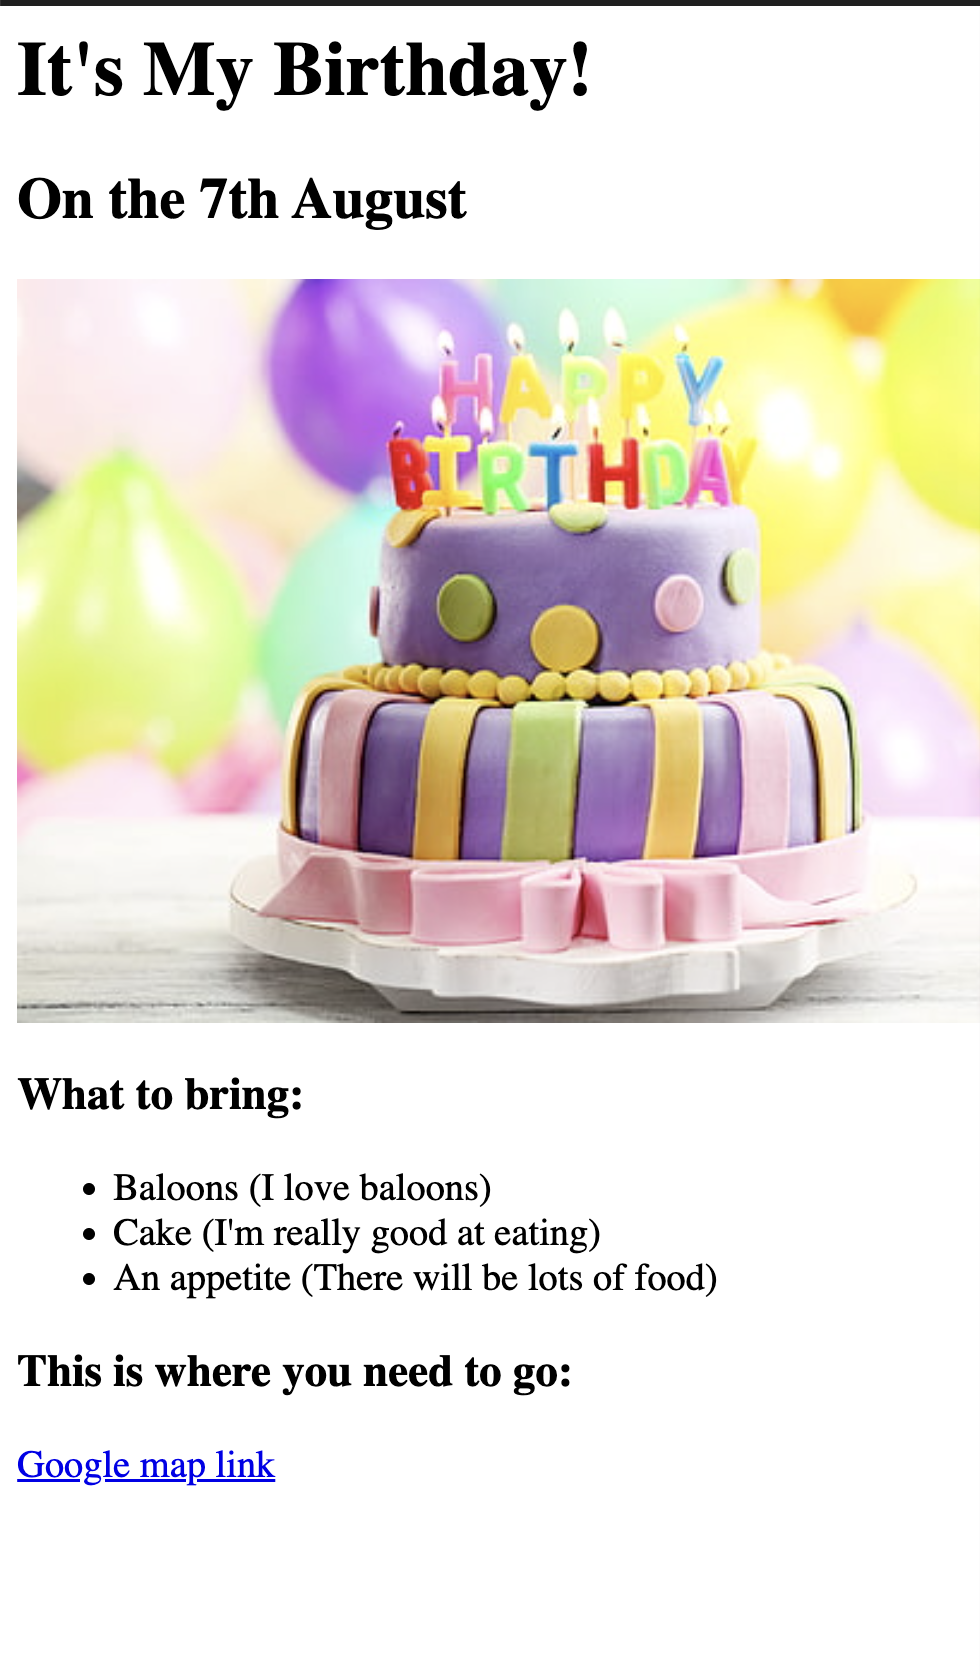 It's My Birthday!
On the 7th August
HAPPY
BIRTHDAY
What to bring:
• Baloons (I love baloons)
• Cake (I'm really good at eating)
• An appetite (There will be lots of food)
This is where you need to go:
Google map link